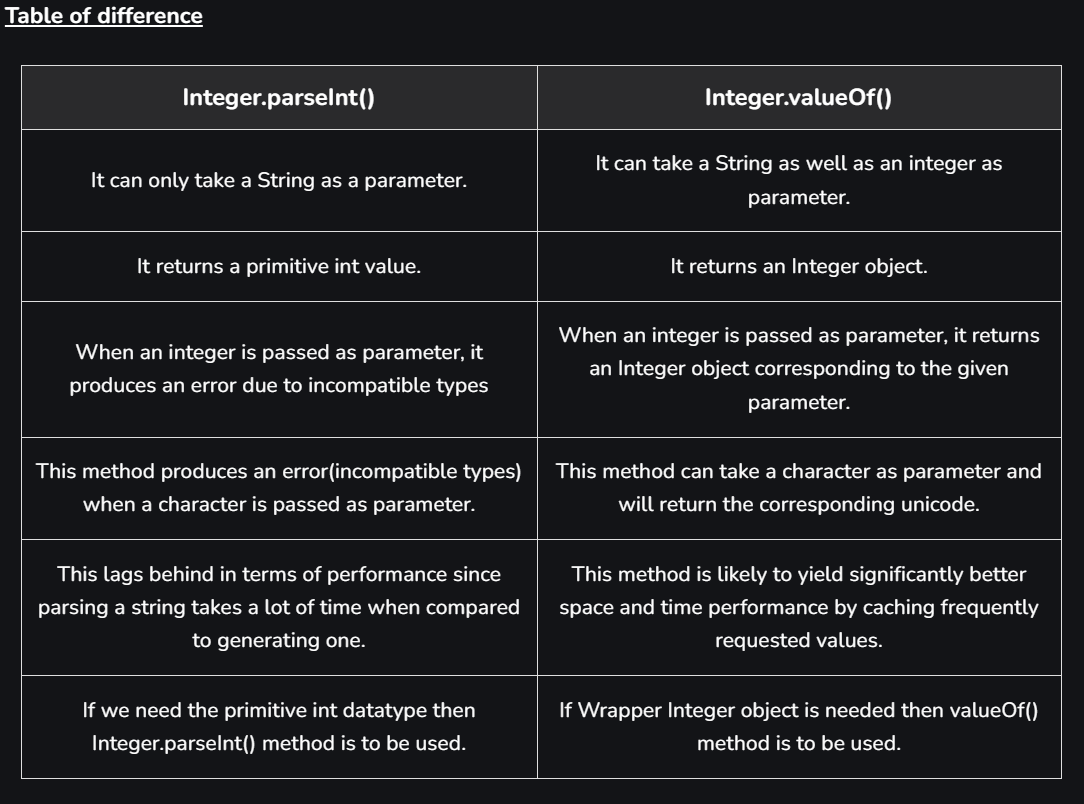 Table of difference
Integer.parseInt()
Integer.valueOf()
It can only take a String as a parameter.
It can take a String as well as an integer as
parameter.
It returns a primitive int value.
It returns an Integer object.
When an integer is passed as parameter, it
produces an error due to incompatible types
When an integer is passed as parameter, it returns
an Integer object corresponding to the given
parameter.
This method produces an error(incompatible types)
when a character is passed as parameter.
This method can take a character as parameter and
will return the corresponding unicode.
This lags behind in terms of performance since
parsing a string takes a lot of time when compared
to generating one.
This method is likely to yield significantly better
space and time performance by caching frequently
requested values.
If we need the primitive int datatype then
Integer.parseInt() method is to be used.
If Wrapper Integer object is needed then valueOf()
method is to be used.